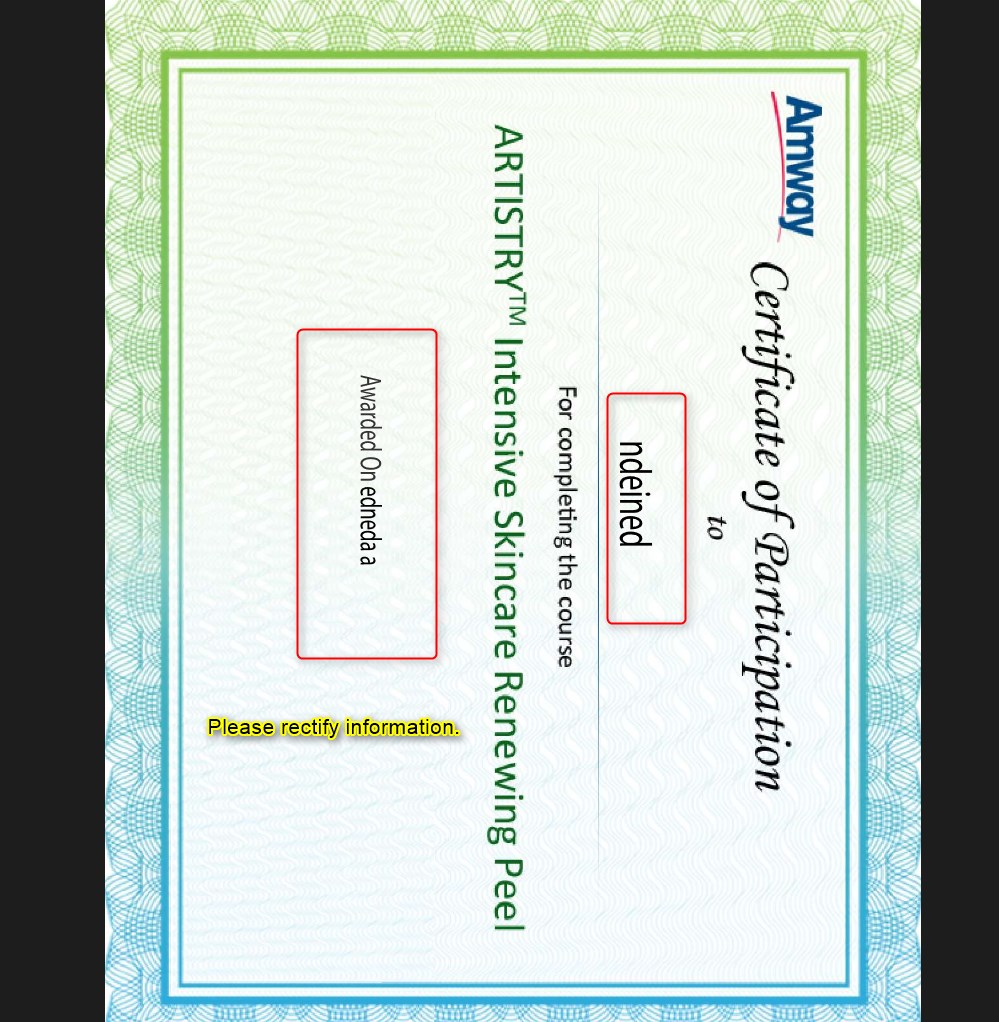 Amway
Certificate of Participation
to
ndeined
For completing the course
ARTISTRY™ Intensive Skincare Renewing Peel
Awarded On edneda a
Please rectify information.